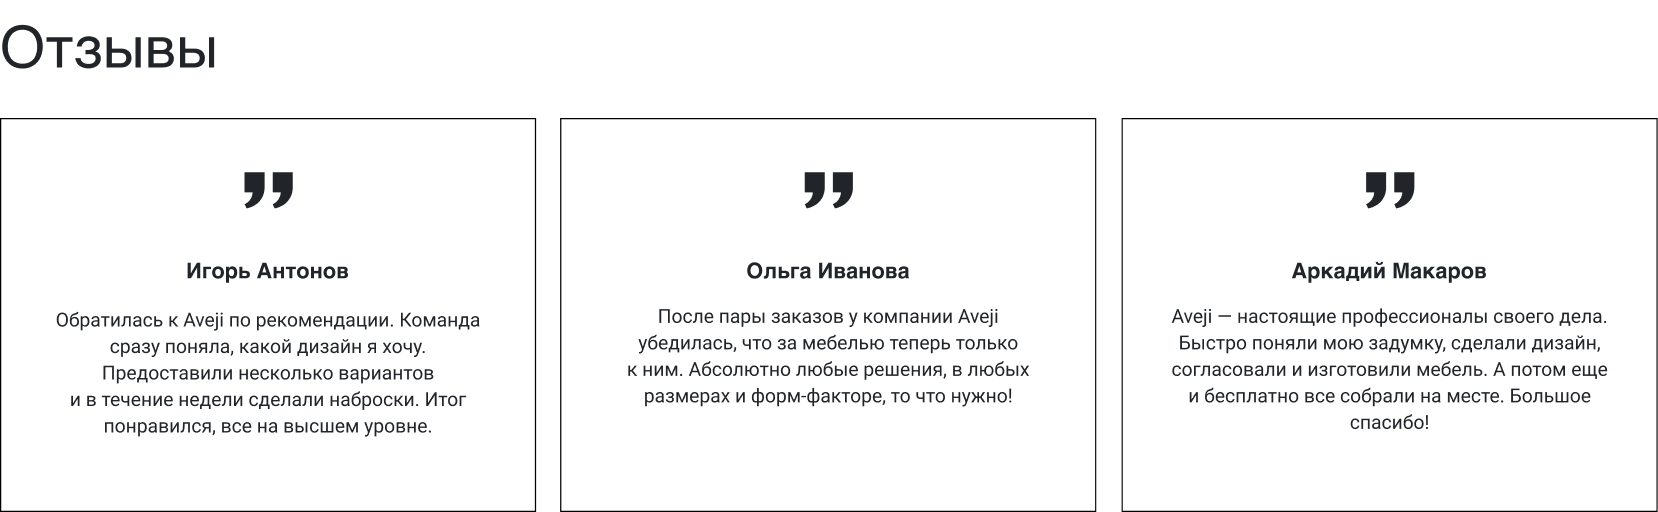 Отзывы
Игорь Антонов
Обратилась к Aveji по рекомендации. Команда
сразу поняла, какой дизайн я хочу.
Предоставили несколько вариантов
и в течение недели сделали наброски. Итог
понравился, все на высшем уровне.
Ольга Иванова
После пары заказов у компании Aveji
убедилась, что за мебелью теперь только
к ним. Абсолютно любые решения, в любых
размерах и форм-факторе, то что нужно!
Аркадий Макаров
Aveji — настоящие профессионалы своего дела.
Быстро поняли мою задумку, сделали дизайн,
согласовали и изготовили мебель. А потом еще
и бесплатно все собрали на месте. Большое
спасибо!